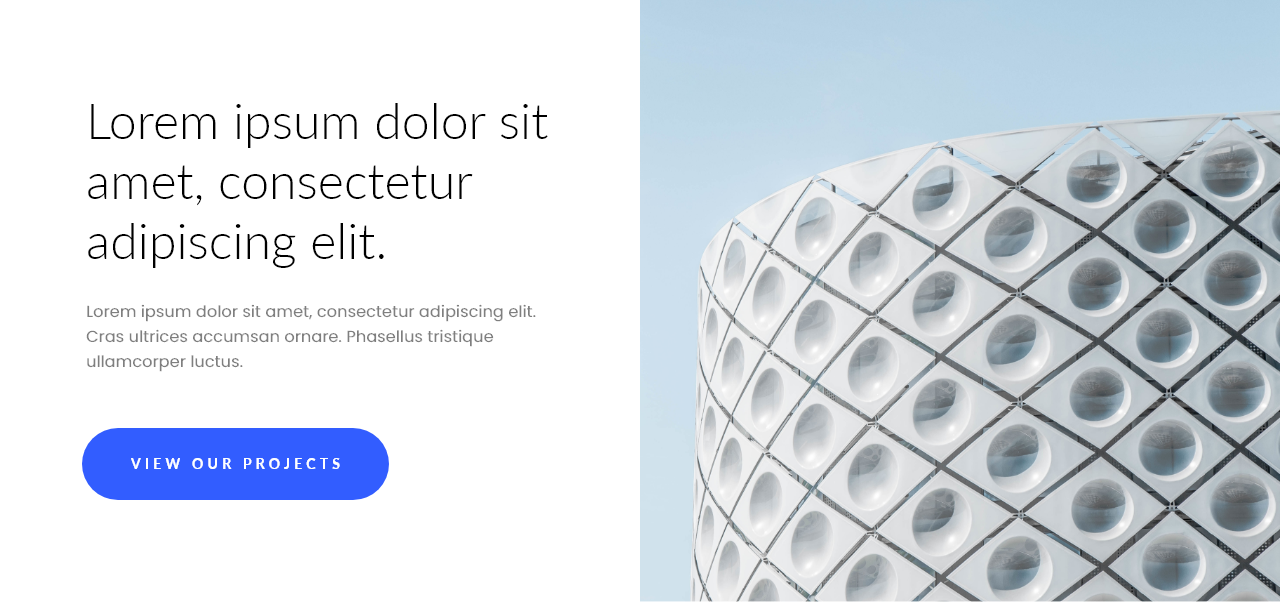 Lorem ipsum dolor sit
amet, consectetur
adipiscing elit.
Lorem ipsum dolor sit amet, consectetur adipiscing elit.
Cras ultrices accumsan ornare. Phasellus tristique
ullamcorper luctus.
VIEW OUR PROJECTS